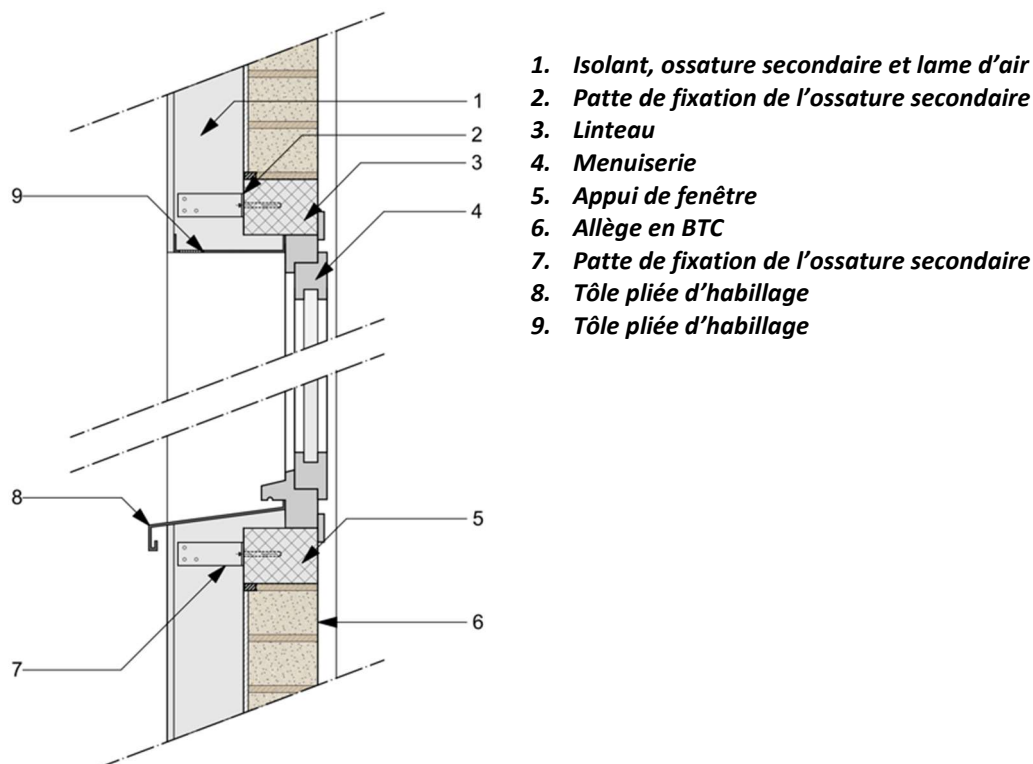 1. Isolant, ossature secondaire et lame d’air
2. Patte de fixation de l’ossature secondaire
3. Linteau
4. Menuiserie
5. Appui de fenêtre
6. Allège en BTC
7. Patte de fixation de l’ossature secondaire
8. Tôle pliée d’habillage
9. Tôle pliée d’habillage
1
2
3
9
4
8
5
6
7